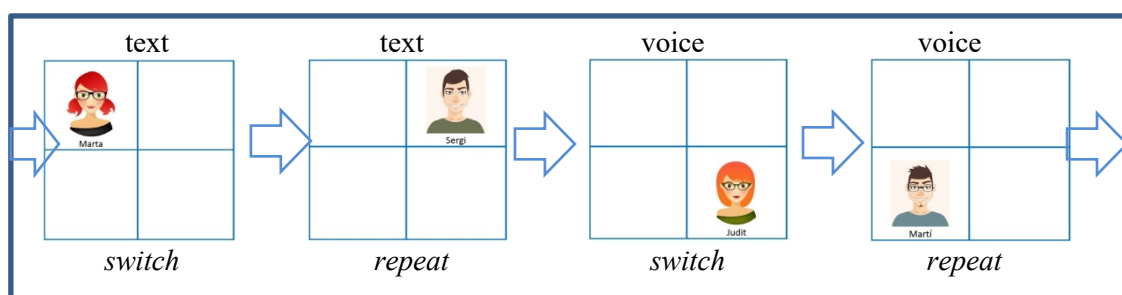 text text voice voice
Marta
Sergi
Judit
Martí
switch repeat switch repeat